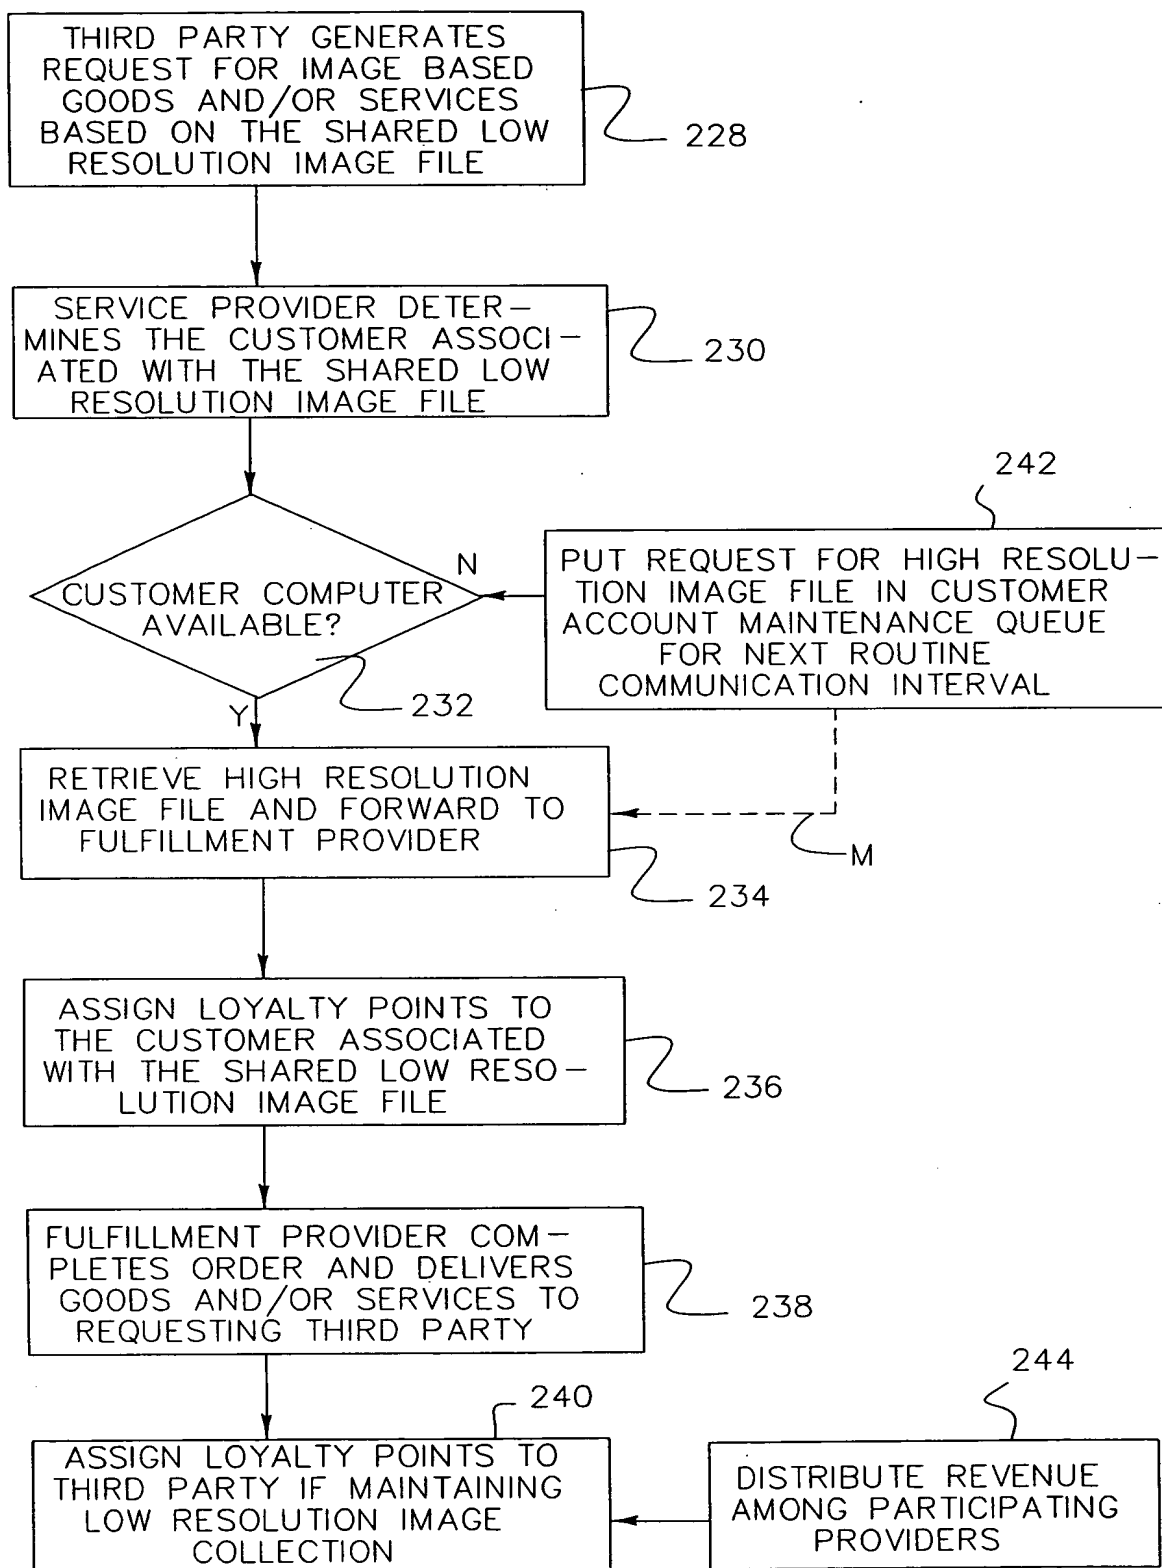 THIRD PARTY GENERATES
REQUEST FOR IMAGE BASED
GOODS AND/OR SERVICES
BASED ON THE SHARED LOW
RESOLUTION IMAGE FILE
228
SERVICE PROVIDER DETER-
MINES THE CUSTOMER ASSOCI-
ATED WITH THE SHARED LOW
RESOLUTION IMAGE FILE
230
CUSTOMER COMPUTER
AVAILABLE?
N
Y
232
242
PUT REQUEST FOR HIGH RESOLU-
TION IMAGE FILE IN CUSTOMER
ACCOUNT MAINTENANCE QUEUE
FOR NEXT ROUTINE
COMMUNICATION INTERVAL
RETRIEVE HIGH RESOLUTION
IMAGE FILE AND FORWARD TO
FULFILLMENT PROVIDER
M
234
ASSIGN LOYALTY POINTS TO
THE CUSTOMER ASSOCIATED
WITH THE SHARED LOW RESO-
LUTION IMAGE FILE
236
FULFILLMENT PROVIDER COM-
PLETES ORDER AND DELIVERS
GOODS AND/OR SERVICES TO
REQUESTING THIRD PARTY
238
240
ASSIGN LOYALTY POINTS TO
THIRD PARTY IF MAINTAINING
LOW RESOLUTION IMAGE
COLLECTION
244
DISTRIBUTE REVENUE
AMONG PARTICIPATING
PROVIDERS